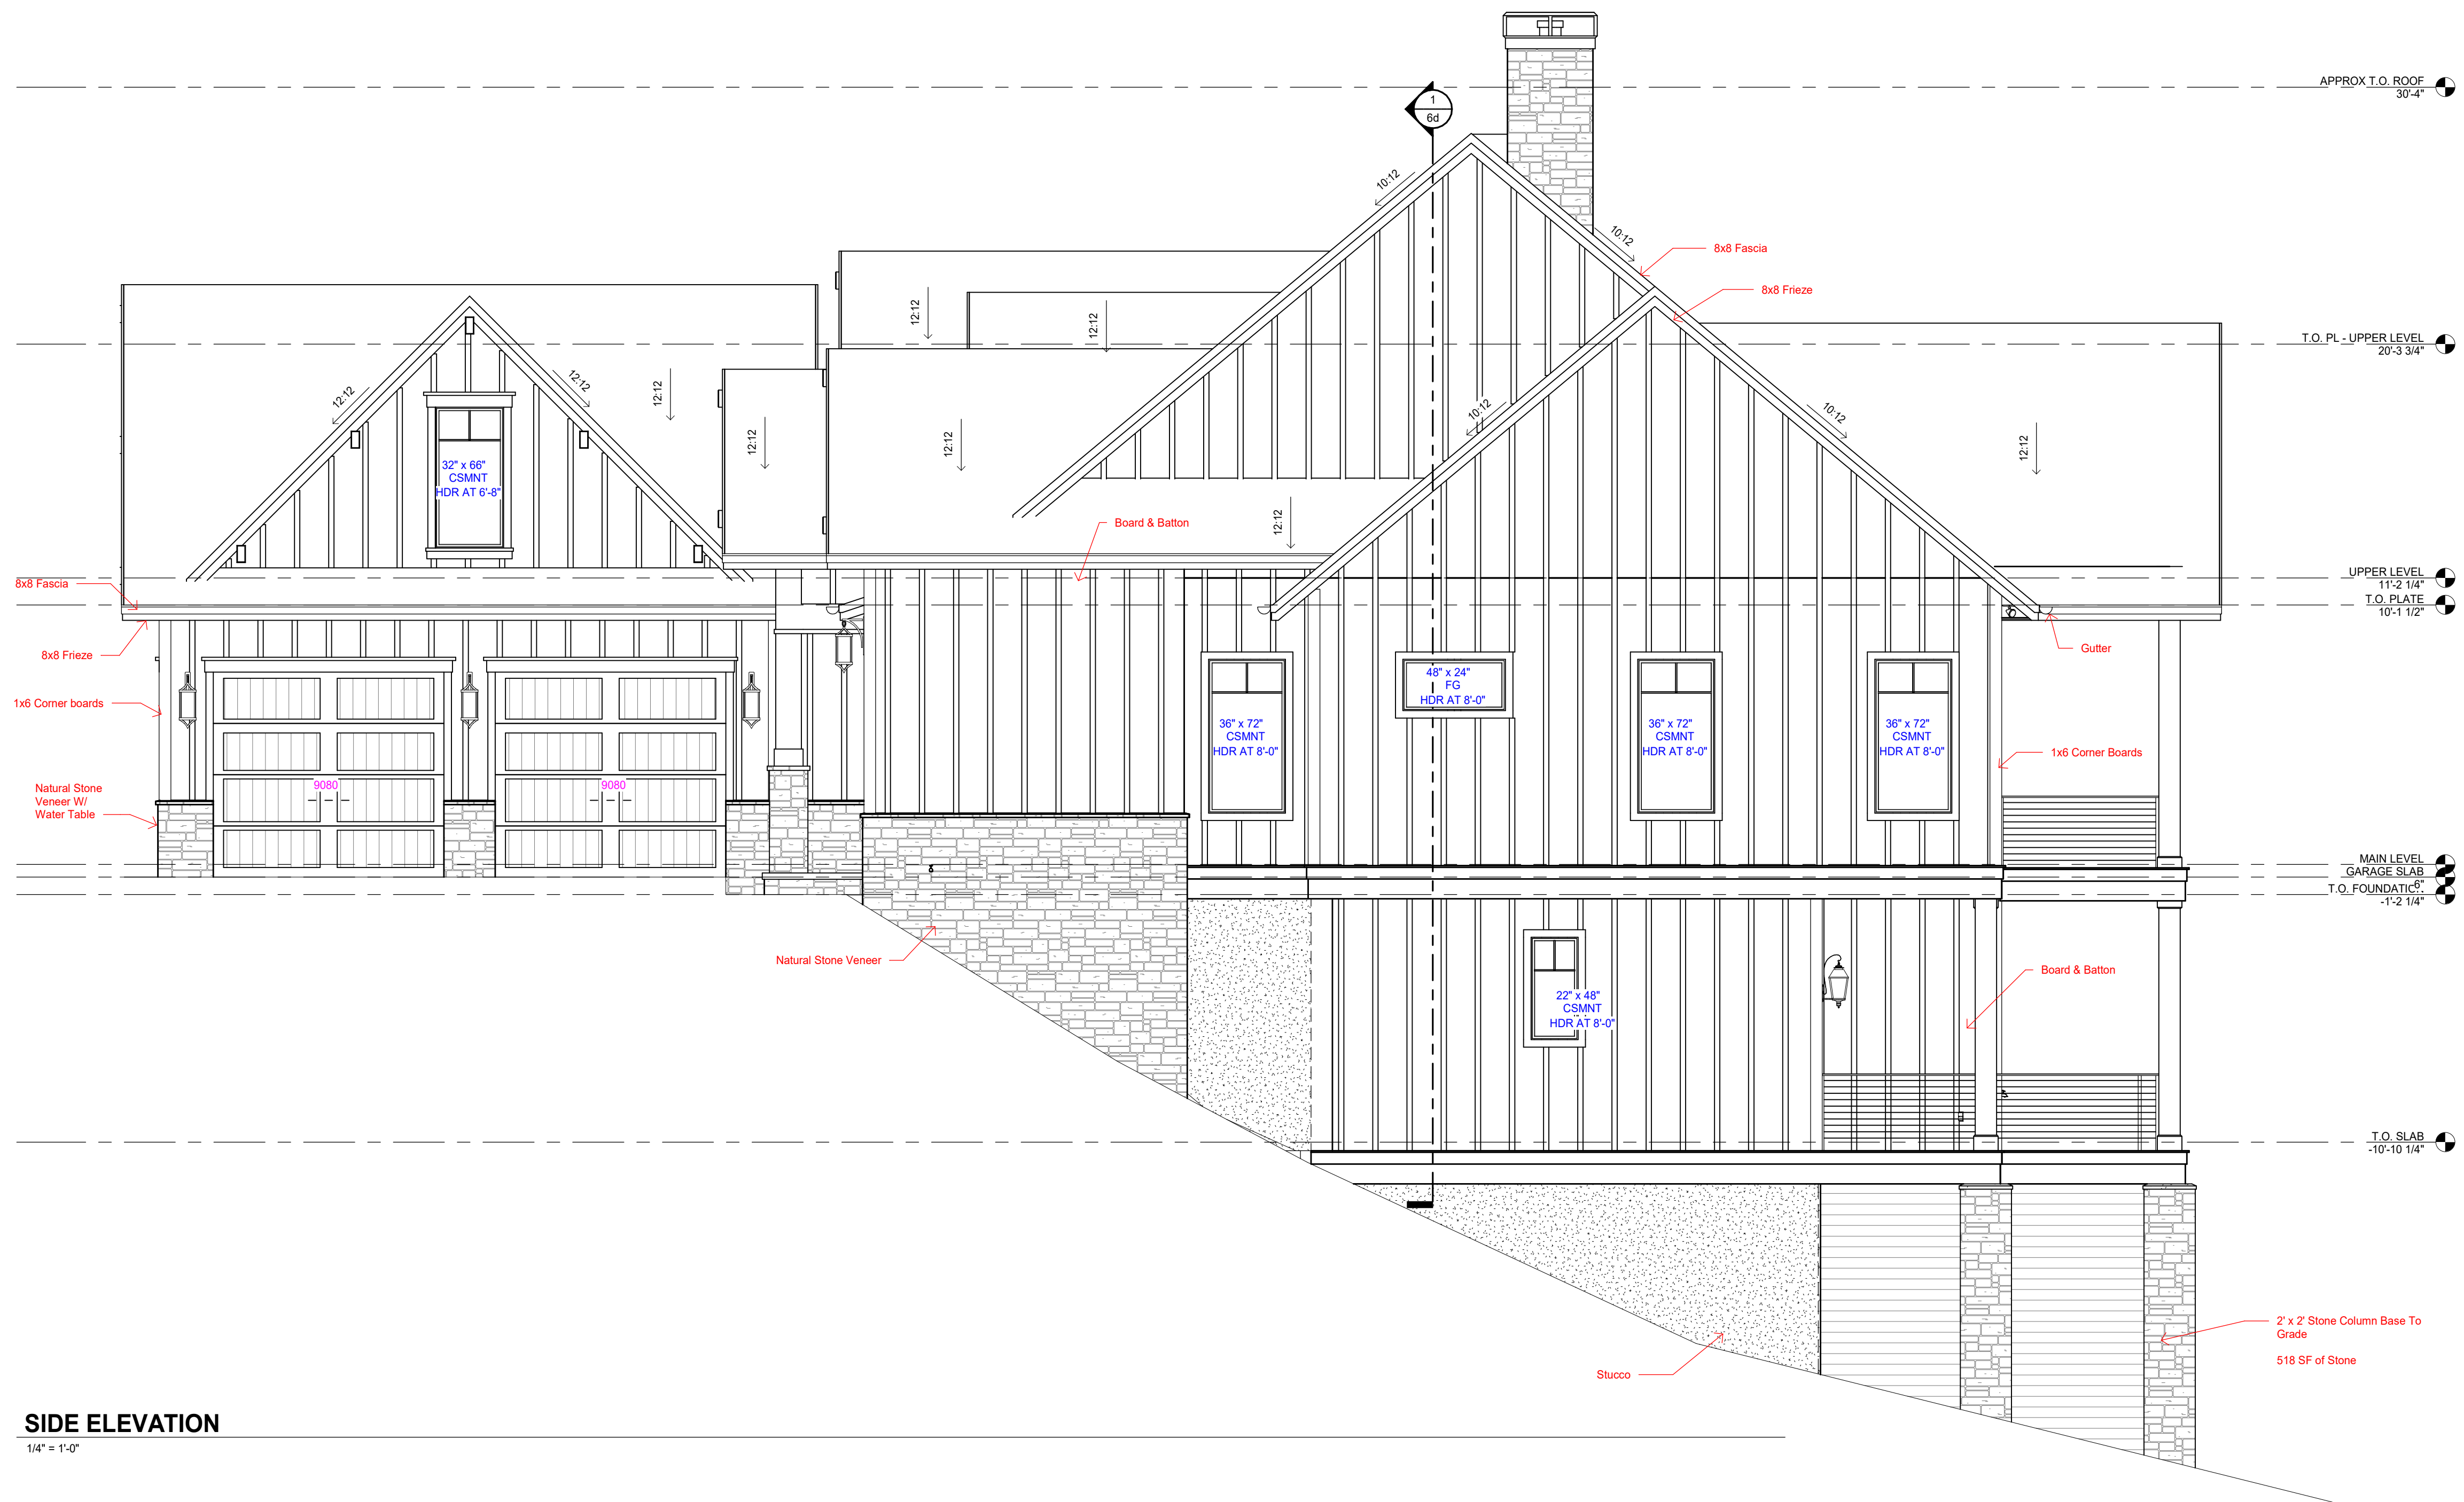 APPROX T.O. ROOF
30'-4"
1
6d
10:12
10:12
8x8 Fascia
8x8 Frieze
12:12
12:12
T.O. PL - UPPER LEVEL
20'-3 3/4"
12:12
12:12
12:12
12:12
12:12
10:12
10:12
12:12
32" x 66"
CSMNT
HDR AT 6'-8"
12:12
Board & Batton
8x8 Fascia
UPPER LEVEL
11'-2 1/4"
T.O. PLATE
10'-1 1/2"
8x8 Frieze
Gutter
1x6 Corner boards
48" x 24"
FG
HDR AT 8'-0"
36" x 72"
CSMNT
HDR AT 8'-0"
36" x 72"
CSMNT
HDR AT 8'-0"
36" x 72"
CSMNT
HDR AT 8'-0"
1x6 Corner Boards
9080
9080
Natural Stone
Veneer W/
Water Table
MAIN LEVEL
GARAGE SLAB
6"
T.O. FOUNDATIC
-1'-2 1/4"
Natural Stone Veneer
Board & Batton
22" x 48"
CSMNT
HDR AT 8'-0"
T.O. SLAB
-10'-10 1/4"
2' x 2' Stone Column Base To
Grade
518 SF of Stone
Stucco
SIDE ELEVATION
1/4" = 1'-0"